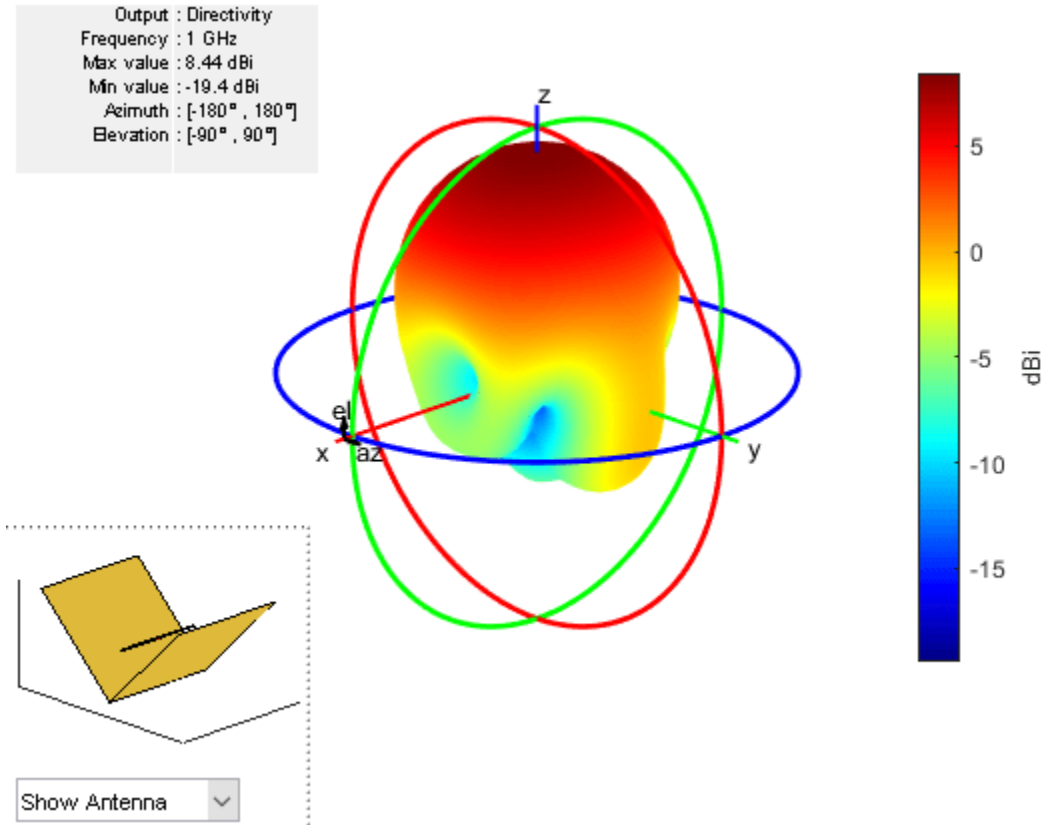 Output : Directivity
Frequency : 1 GHz
Max value : 8.44 dBi
Min value : -19.4 dBi
Azimuth : [-180° , 180°]
Elevation : [-90° , 90°]
z
5
0
-5
dBi
el
x
az
y
-10
-15
Show Antenna